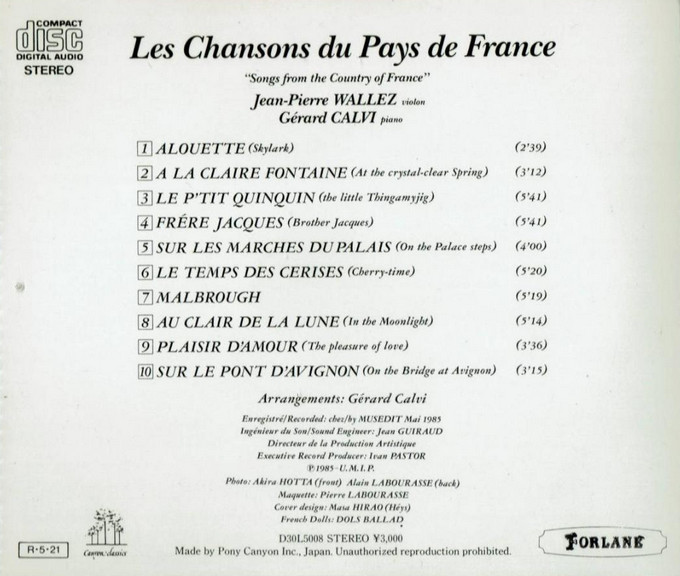 COMPACT
disc
DIGITAL AUDIO
STEREO
Les Chansons du Pays de France
"Songs from the Country of France"
Jean-Pierre WALLEZ violon
Gérard CALVI piano
1 ALOUETTE (Skylark) (2'39)
2 A LA CLAIRE FONTAINE (At the crystal-clear Spring) (3'12)
3 LE P'TIT QUINQUIN (the little Thingamyjig) (5'41)
4 FRÉRE JACQUES (Brother Jacques) (5'41)
5 SUR LES MARCHES DU PALAIS (On the Palace steps) (4'00)
6 LE TEMPS DES CERISES (Cherry-time) (5'20)
7 MALBROUGH (5'19)
8 AU CLAIR DE LA LUNE (In the Moonlight) (5'14)
9 PLAISIR D'AMOUR (The pleasure of love) (3'36)
10 SUR LE PONT D'AVIGNON (On the Bridge at Avignon) (3'15)
Arrangements: Gérard Calvi
Enregistré/Recorded: chez/by MUSEDIT Mai 1985
Ingénieur du Son/Sound Engineer: Jean GUIRAUD
Directeur de la Production Artistique
Executive Record Producer: Ivan PASTOR
℗1985-U.M.I.P.
Photo: Akira HOTTA (front) Alain LABOURASSE (back)
Maquette: Pierre LABOURASSE
Cover design: Masa HIRAO (Héys)
French Dolls: DOLS BALLAD
D30L5008 STEREO ¥3,000
Made by Pony Canyon Inc., Japan. Unauthorized reproduction prohibited.
R·5·21
Canyon classics
FORLANE